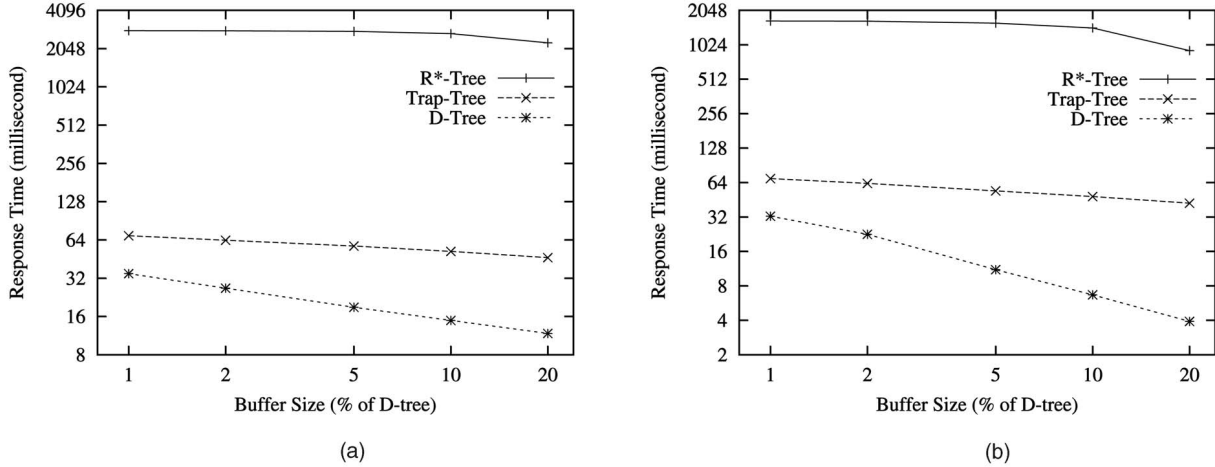 4096
2048
1024
512
256
128
64
32
16
8
Response Time (millisecond)
R*-Tree
Trap-Tree
D-Tree
1 2 5 10 20
Buffer Size (% of D-tree)
(a)
2048
1024
512
256
128
64
32
16
8
4
2
Response Time (millisecond)
R*-Tree
Trap-Tree
D-Tree
1 2 5 10 20
Buffer Size (% of D-tree)
(b)